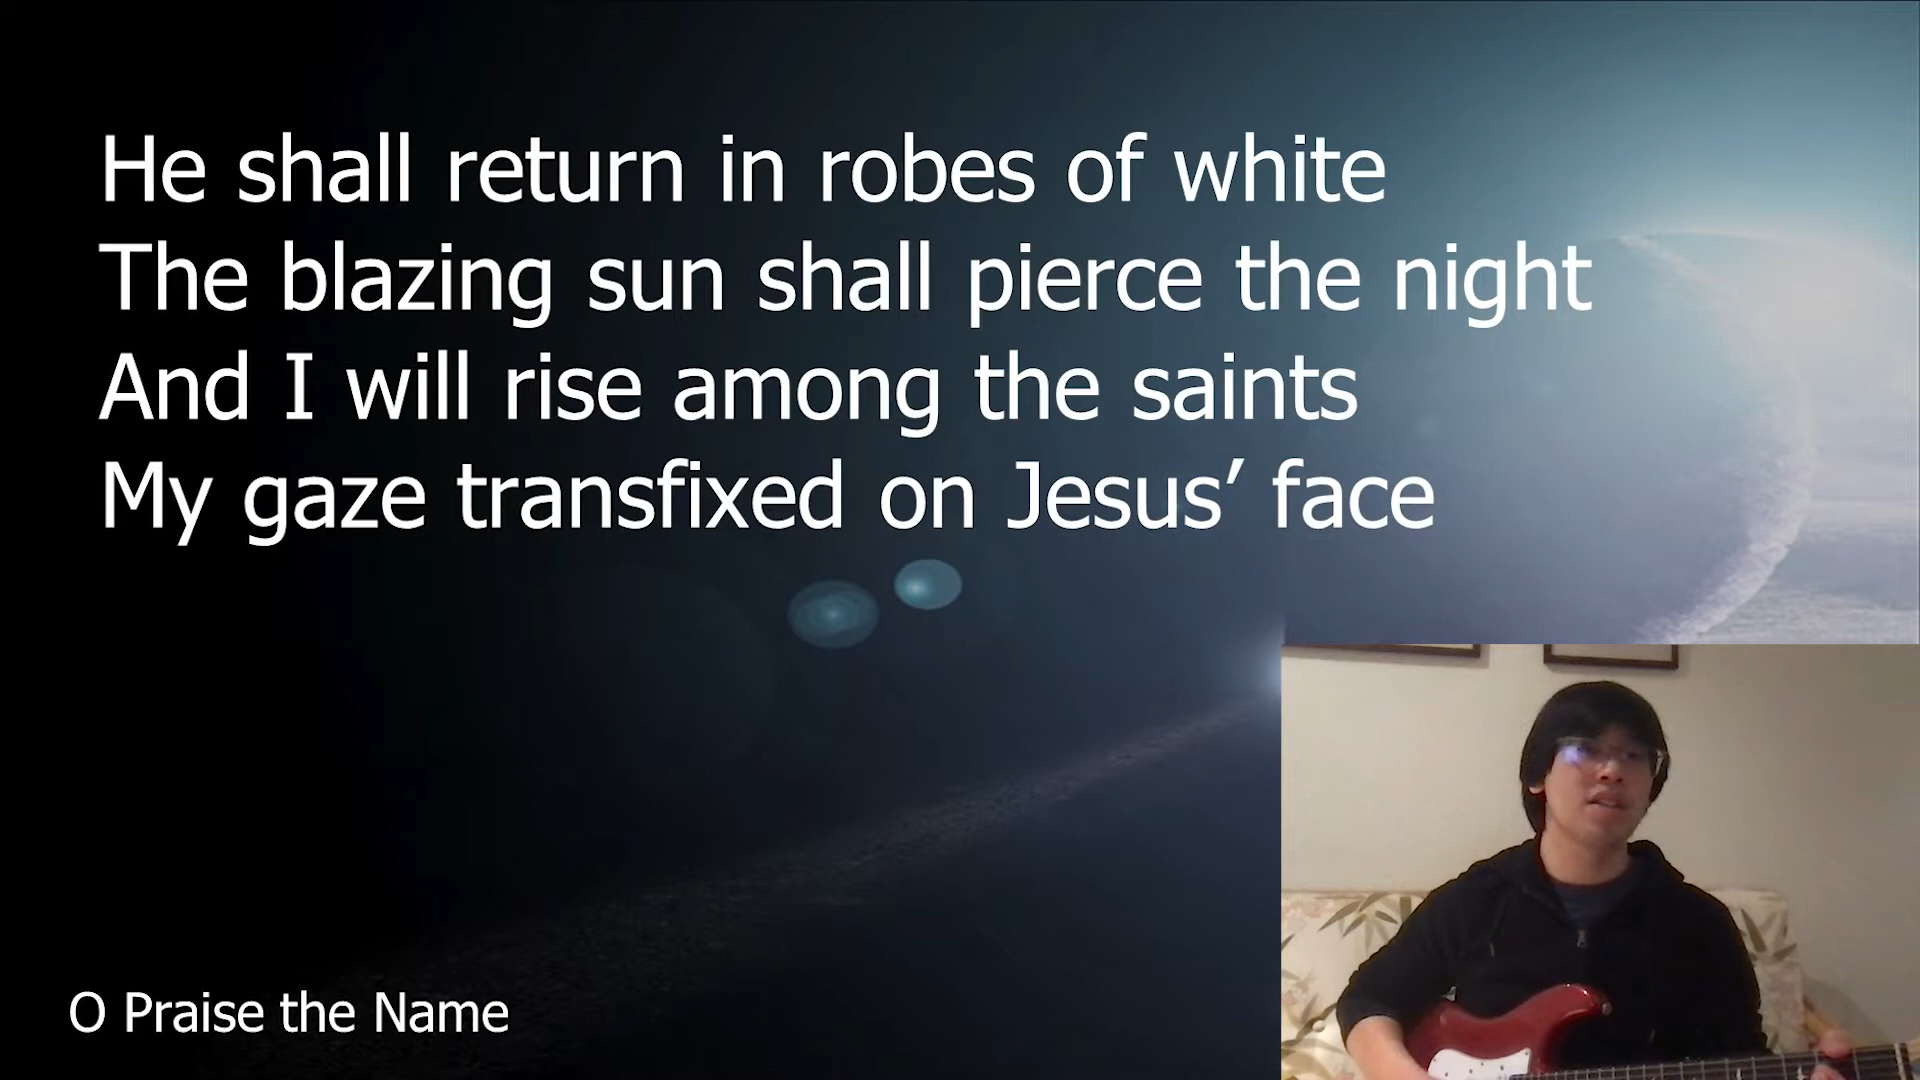 He shall return in robes of white
The blazing sun shall pierce the night
And I will rise among the saints
My gaze transfixed on Jesus’ face
O Praise the Name